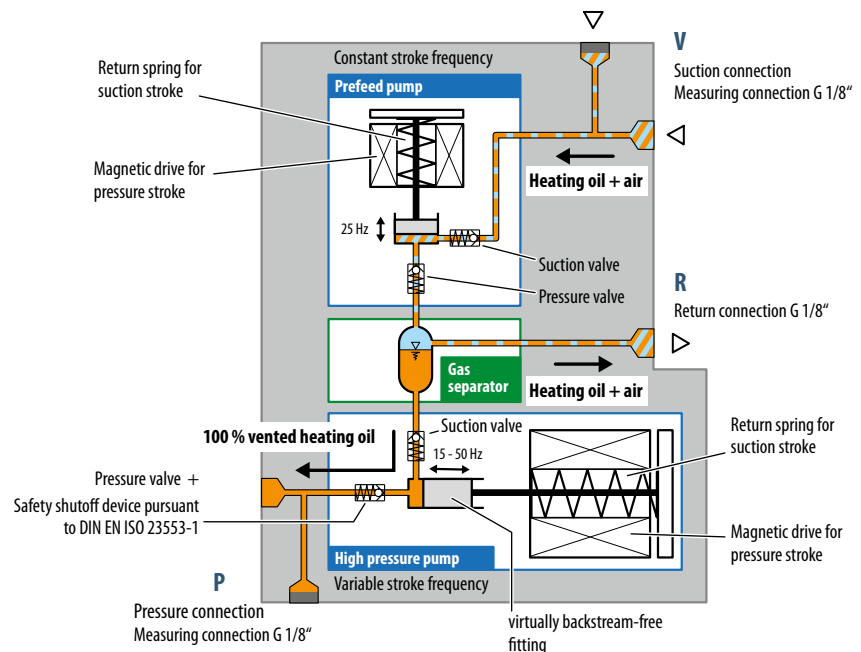 Constant stroke frequency
Prefeed pump
Return spring for
suction stroke
Magnetic drive for
pressure stroke
25 Hz
V
Suction connection
Measuring connection G 1/8“
Heating oil + air
Suction valve
Pressure valve
R
Return connection G 1/8“
Gas
separator
Heating oil + air
100 % vented heating oil
Suction valve
15 - 50 Hz
Return spring for
suction stroke
Pressure valve +
Safety shutoff device pursuant
to DIN EN ISO 23553-1
Magnetic drive for
pressure stroke
High pressure pump
Variable stroke frequency
P
Pressure connection
Measuring connection G 1/8“
virtually backstream-free
fitting